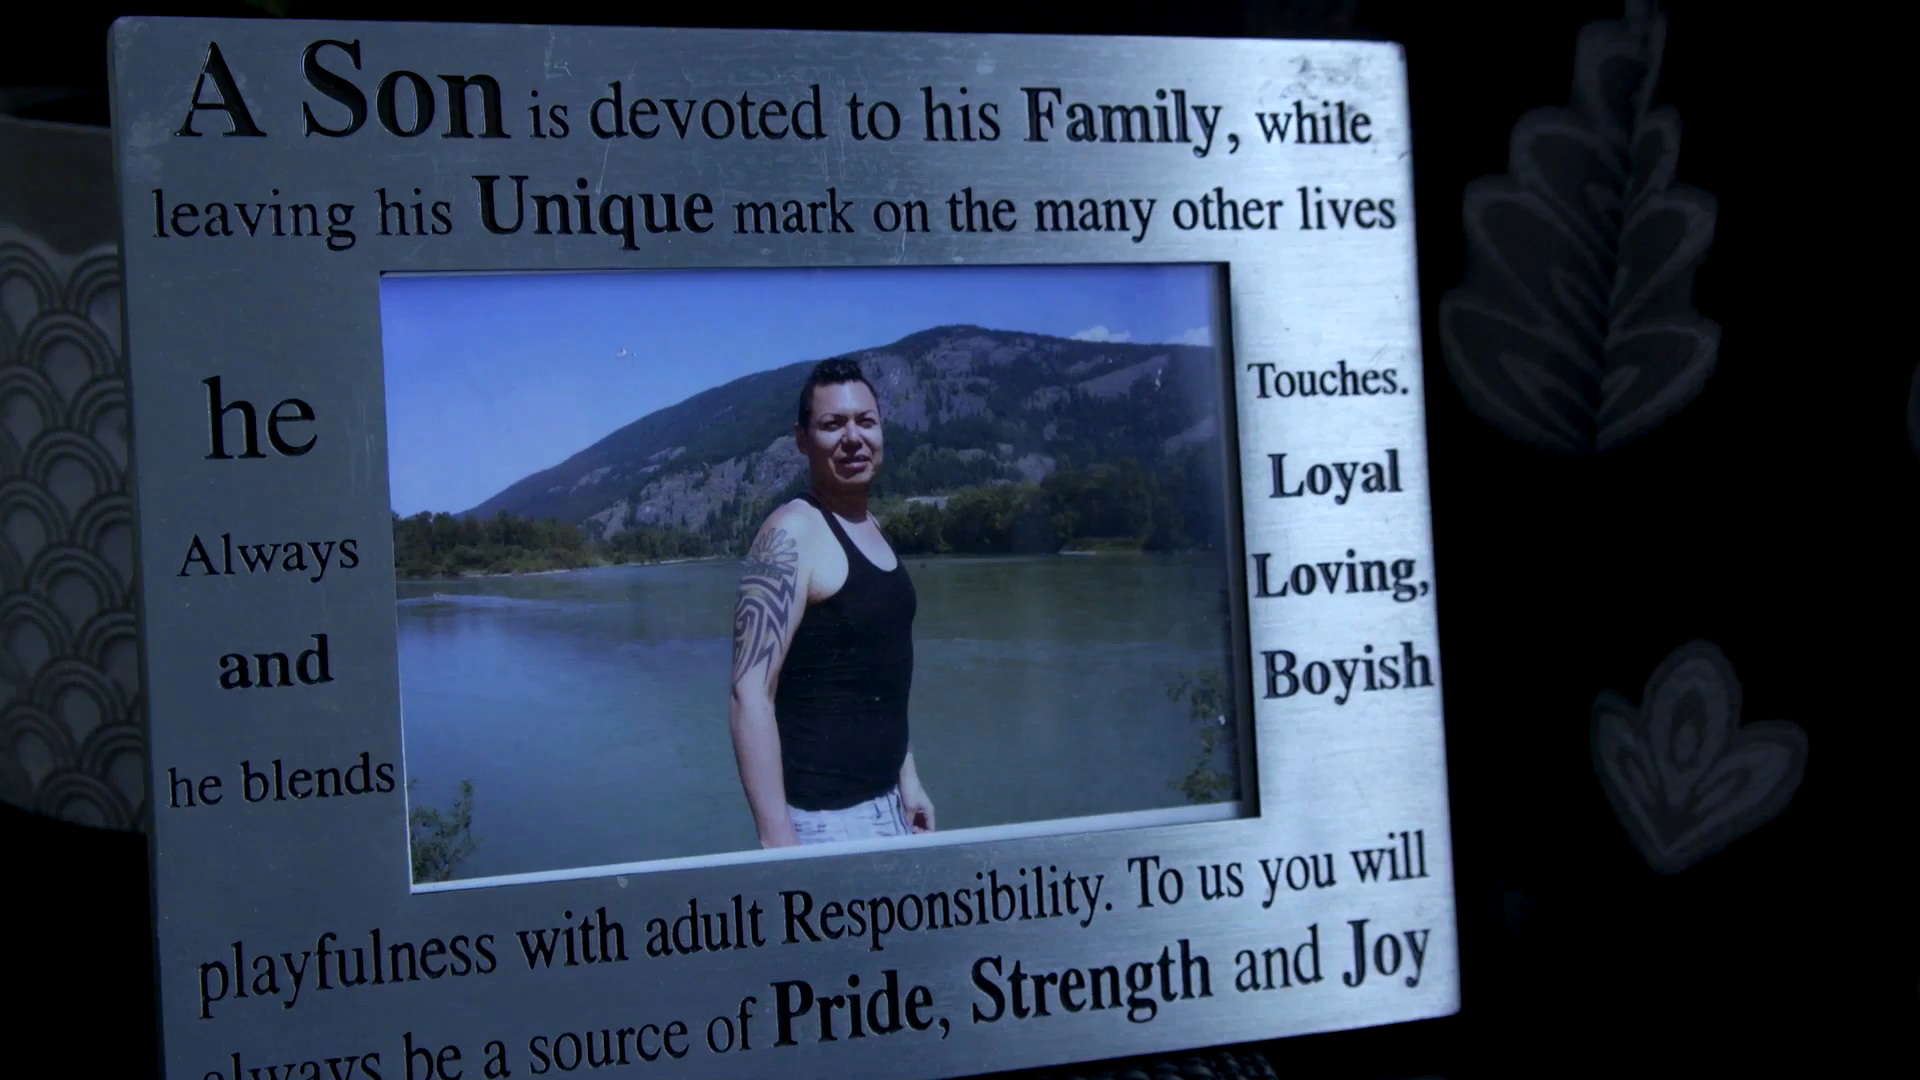 A Son is devoted to his Family, while
leaving his Unique mark on the many other lives
he
Touches.
Always
Loyal
and
Loving,
he blends
Boyish
playfulness with adult Responsibility. To us you will
always be a source of Pride, Strength and Joy